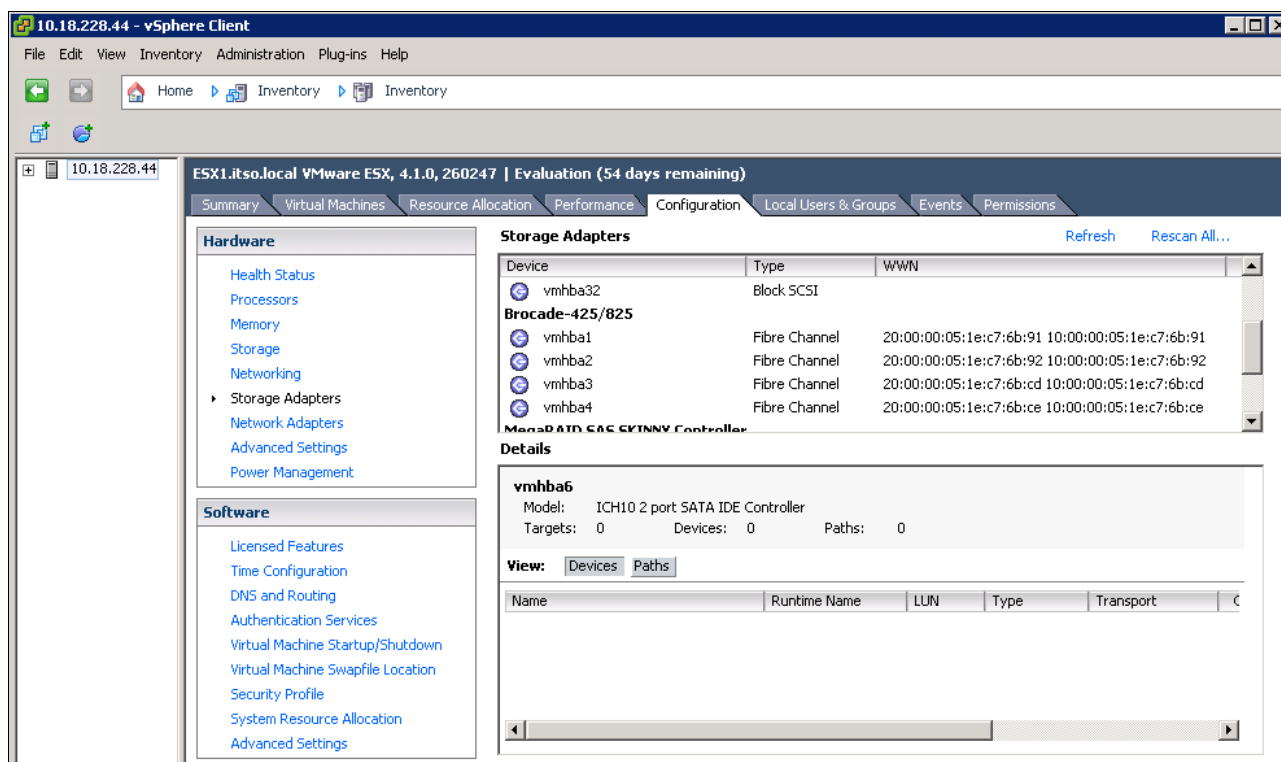 10.18.228.44 - vSphere Client
File Edit View Inventory Administration Plug-ins Help
Home Inventory Inventory
10.18.228.44
ESX1.itso.local VMware ESX, 4.1.0, 260247 | Evaluation (54 days remaining)
Summary Virtual Machines Resource Allocation Performance Configuration Local Users & Groups Events Permissions
Hardware
Health Status
Processors
Memory
Storage
Networking
Storage Adapters
Network Adapters
Advanced Settings
Power Management
Software
Licensed Features
Time Configuration
DNS and Routing
Authentication Services
Virtual Machine Startup/Shutdown
Virtual Machine Swapfile Location
Security Profile
System Resource Allocation
Advanced Settings
Storage Adapters Refresh Rescan All...
Device Type WWN
vmhba32 Block SCSI
Brocade-425/825
vmhba1 Fibre Channel 20:00:00:05:1e:c7:6b:91 10:00:00:05:1e:c7:6b:91
vmhba2 Fibre Channel 20:00:00:05:1e:c7:6b:92 10:00:00:05:1e:c7:6b:92
vmhba3 Fibre Channel 20:00:00:05:1e:c7:6b:cd 10:00:00:05:1e:c7:6b:cd
vmhba4 Fibre Channel 20:00:00:05:1e:c7:6b:ce 10:00:00:05:1e:c7:6b:ce
MegaRAID SAS SKINNY Controller
Details
vmhba6
Model: ICH10 2 port SATA IDE Controller
Targets: 0 Devices: 0 Paths: 0
View: Devices Paths
Name Runtime Name LUN Type Transport